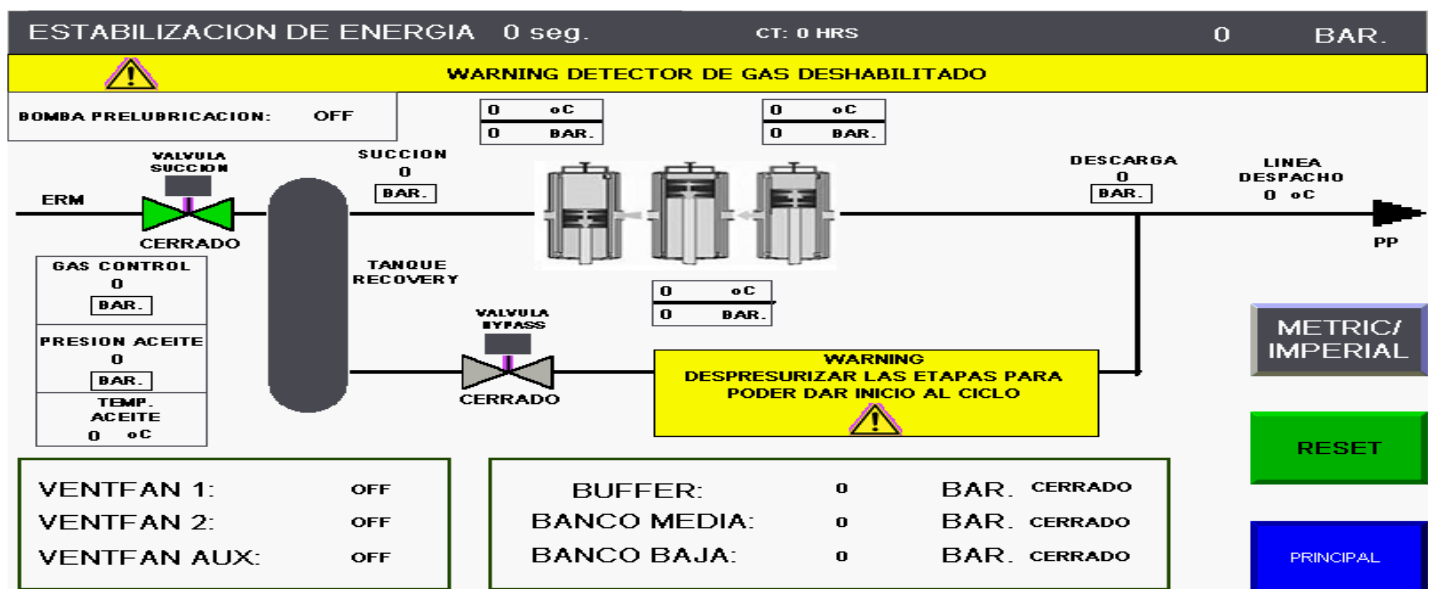 ESTABILIZACION DE ENERGIA 0 seg. CT: 0 HRS 0 BAR.
WARNING DETECTOR DE GAS DESHABILITADO
BOMBA PRELUBRICACION: OFF
0 oC
0 BAR.
0 oC
0 BAR.
VALVULA
SUCCION
SUCCION
0
BAR.
DESCARGA
0
BAR.
LINEA
DESPACHO
0 oC
ERM
CERRADO
PP
GAS CONTROL
0
BAR.
PRESION ACEITE
0
BAR.
TEMP.
ACEITE
0 oC
TANQUE
RECOVERY
0 oC
0 BAR.
VALVULA
BYPASS
CERRADO
WARNING
DESPRESURIZAR LAS ETAPAS PARA
PODER DAR INICIO AL CICLO
METRIC/
IMPERIAL
RESET
VENTFAN 1: OFF
VENTFAN 2: OFF
VENTFAN AUX: OFF
BUFFER: 0 BAR. CERRADO
BANCO MEDIA: 0 BAR. CERRADO
BANCO BAJA: 0 BAR. CERRADO
PRINCIPAL